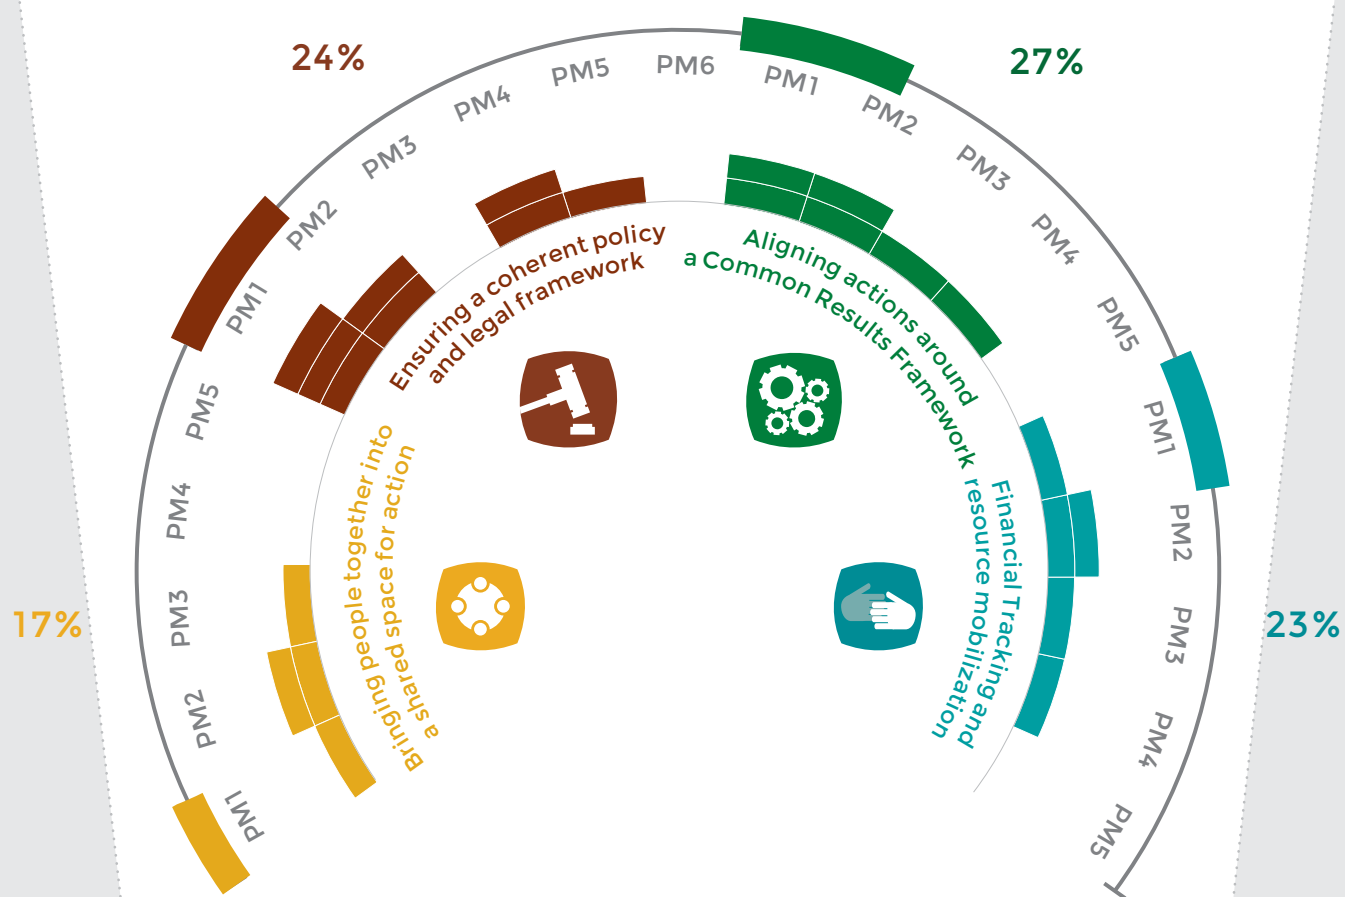 24%
27%
17%
23%
PM1
PM2
PM3
PM4
PM5
PM1
PM2
PM3
PM4
PM5
PM6
PM1
PM2
PM3
PM4
PM5
PM1
PM2
PM3
PM4
PM5
Bringing people together into
a shared space for action
Ensuring a coherent policy
and legal framework
Aligning actions around
a Common Results Framework
Financial Tracking and
resource mobilization